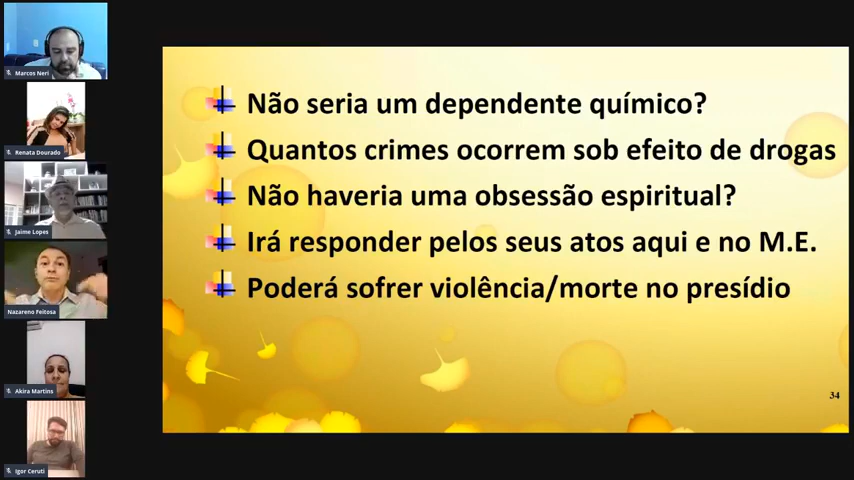 Marcos Neri
Renata Dourado
Jaime Lopes
Nazareno Feitosa
Akira Martins
Igor Ceruti
Não seria um dependente químico?
Quantos crimes ocorrem sob efeito de drogas
Não haveria uma obsessão espiritual?
Irá responder pelos seus atos aqui e no M.E.
Poderá sofrer violência/morte no presídio
34